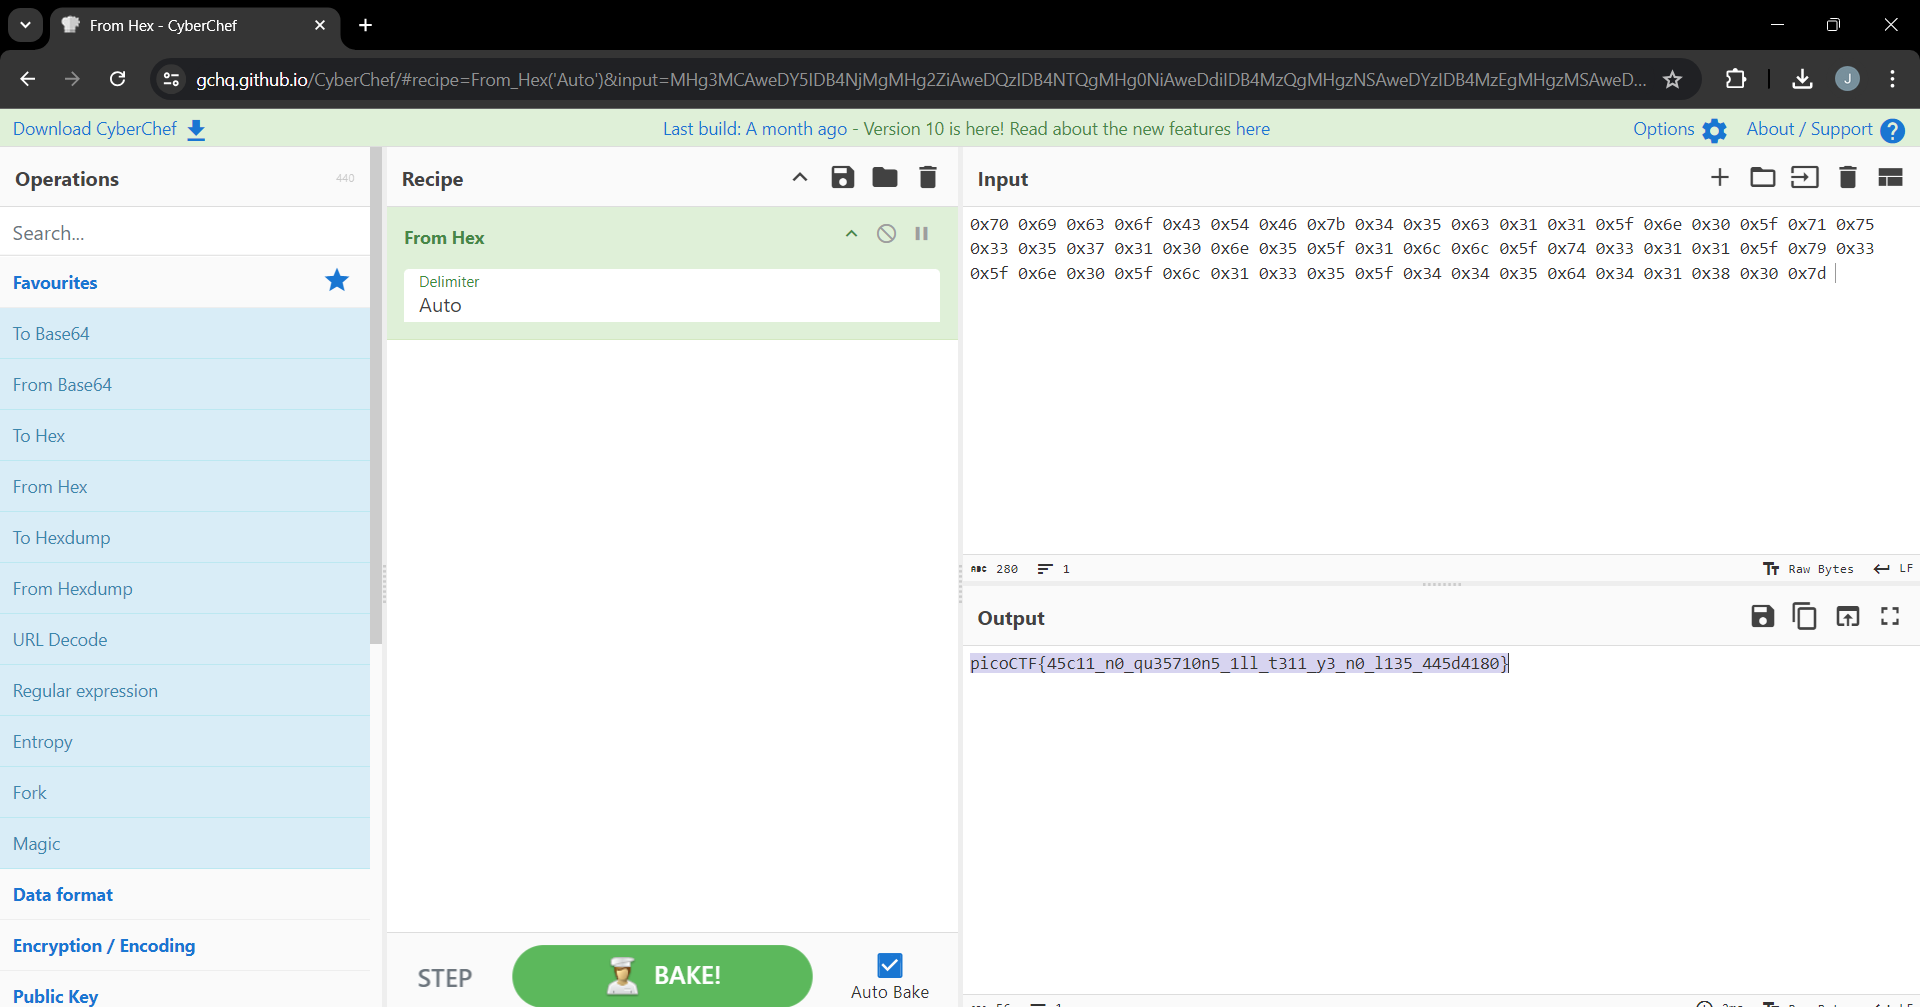 From Hex - CyberChef
gchq.github.io/CyberChef/#recipe=From_Hex('Auto')&input=MHg3MCAweDY5IDB4NjMgMHg2ZiAweDQzIDB4NTQgMHg0NiAweDdiIDB4MzQgMHgzNSAweDYzIDB4MzEgMHgzMSAweD...
J
Download CyberChef
Last build: A month ago - Version 10 is here! Read about the new features here
Options
About / Support
Operations
440
Recipe
Input
Search...
Favourites
To Base64
From Base64
To Hex
From Hex
To Hexdump
From Hexdump
URL Decode
Regular expression
Entropy
Fork
Magic
Data format
Encryption / Encoding
Public Key
From Hex
Delimiter
Auto
STEP
BAKE!
Auto Bake
0x70 0x69 0x63 0x6f 0x43 0x54 0x46 0x7b 0x34 0x35 0x63 0x31 0x31 0x5f 0x6e 0x30 0x5f 0x71 0x75
0x33 0x35 0x37 0x31 0x30 0x6e 0x35 0x5f 0x31 0x6c 0x6c 0x5f 0x74 0x33 0x31 0x31 0x5f 0x79 0x33
0x5f 0x6e 0x30 0x5f 0x6c 0x31 0x33 0x35 0x5f 0x34 0x34 0x35 0x64 0x34 0x31 0x38 0x30 0x7d
ABC 280 1
Raw Bytes
LF
Output
picoCTF{45c11_n0_qu35710n5_1ll_t311_y3_n0_l135_445d4180}